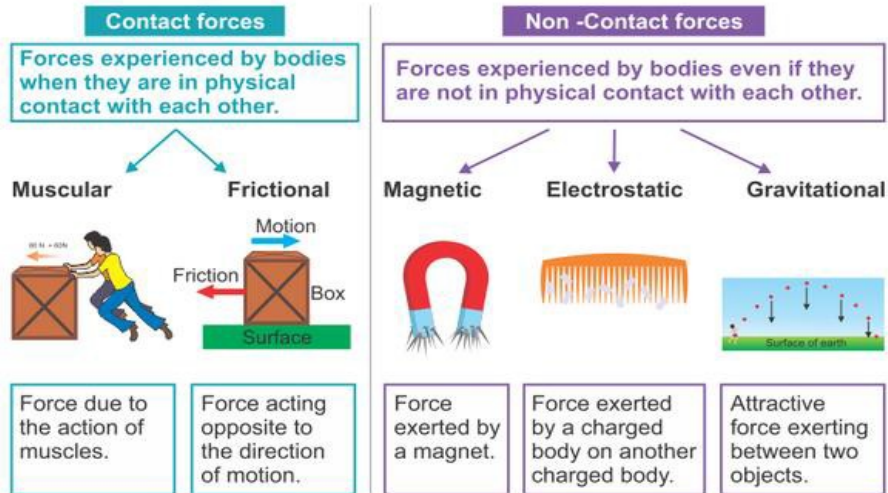 Contact forces
Forces experienced by bodies
when they are in physical
contact with each other.
Muscular
Frictional
Motion
Friction
Box
Surface
Force due to
the action of
muscles.
Force acting
opposite to
the direction
of motion.
Non -Contact forces
Forces experienced by bodies even if they
are not in physical contact with each other.
Magnetic
Electrostatic
Gravitational
Surface of earth
Force
exerted by
a magnet.
Force exerted
by a charged
body on another
charged body.
Attractive
force exerting
between two
objects.